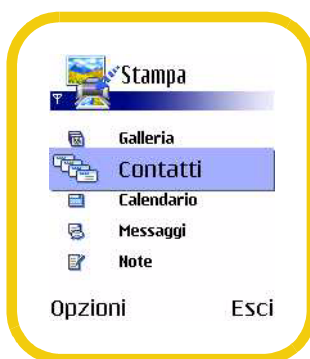 Stampa
Galleria
Contatti
Calendario
Messaggi
Note
Opzioni Esci